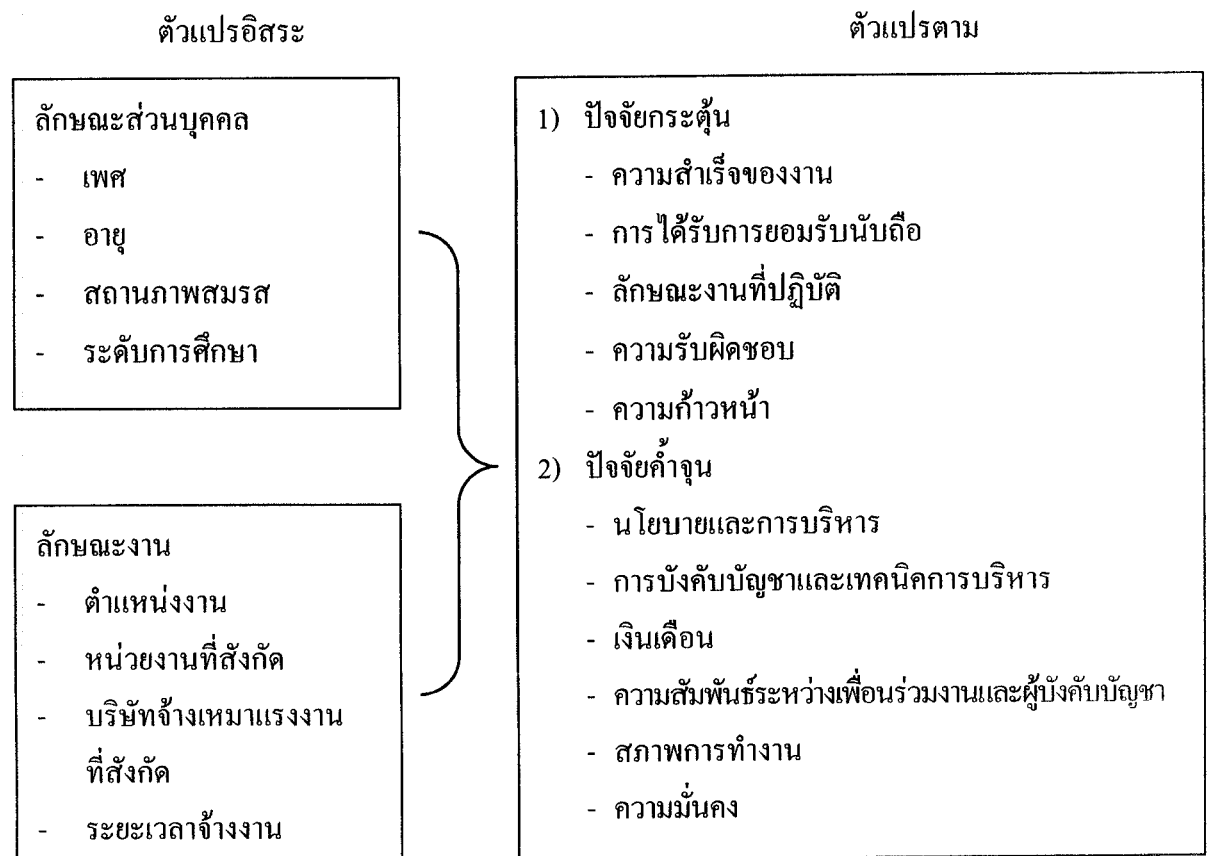 ตัวแปรอิสระ
ตัวแปรตาม
ลักษณะส่วนบุคคล
- เพศ
- อายุ
- สถานภาพสมรส
- ระดับการศึกษา
ลักษณะงาน
- ตำแหน่งงาน
- หน่วยงานที่สังกัด
- บริษัทจ้างเหมาแรงงาน
ที่สังกัด
- ระยะเวลาจ้างงาน
1) ปัจจัยกระตุ้น
- ความสำเร็จของงาน
- การได้รับการยอมรับนับถือ
- ลักษณะงานที่ปฏิบัติ
- ความรับผิดชอบ
- ความก้าวหน้า
2) ปัจจัยค้ำจุน
- นโยบายและการบริหาร
- การบังคับบัญชาและเทคนิคการบริหาร
- เงินเดือน
- ความสัมพันธ์ระหว่างเพื่อนร่วมงานและผู้บังคับบัญชา
- สภาพการทำงาน
- ความมั่นคง